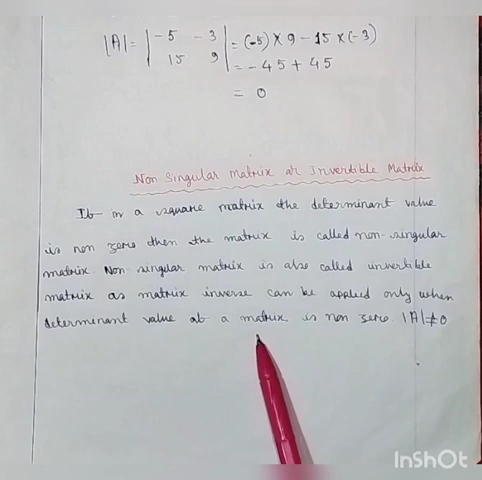 |A| = | -5 -3 | = (-5) × 9 - 15 × (-3)
| 15 9 | = - 45 + 45
= 0
Non Singular matrix or Invertible Matrix
If in a square matrix the determinant value
is non zero then the matrix is called non-singular
matrix. Non singular matrix is also called invertible
matrix as matrix inverse can be applied only when
determinant value of a matrix is non zero. |A| ≠ 0
InShOt